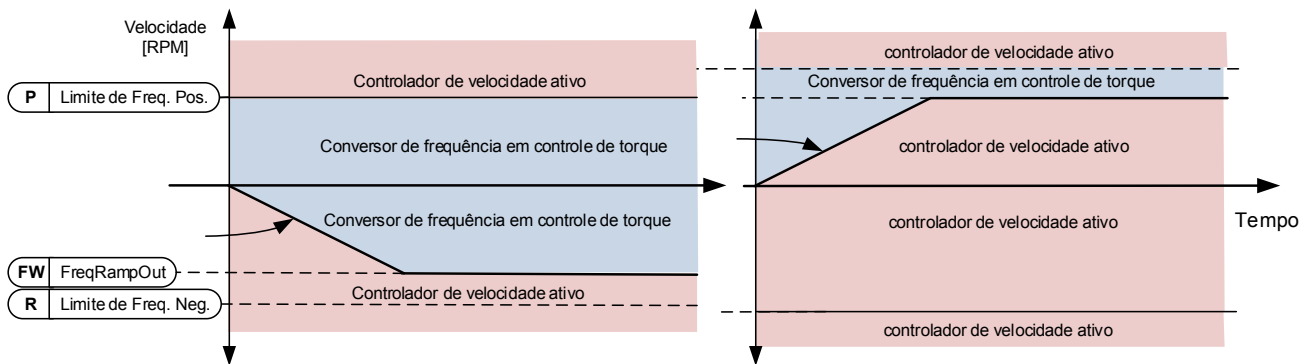 Velocidade
[RPM]
Controlador de velocidade ativo
P Limite de Freq. Pos.
Conversor de frequência em controle de torque
Conversor de frequência em controle de torque
FW FreqRampOut
Controlador de velocidade ativo
R Limite de Freq. Neg.
controlador de velocidade ativo
Conversor de frequência em controle de torque
controlador de velocidade ativo
controlador de velocidade ativo
Tempo
controlador de velocidade ativo